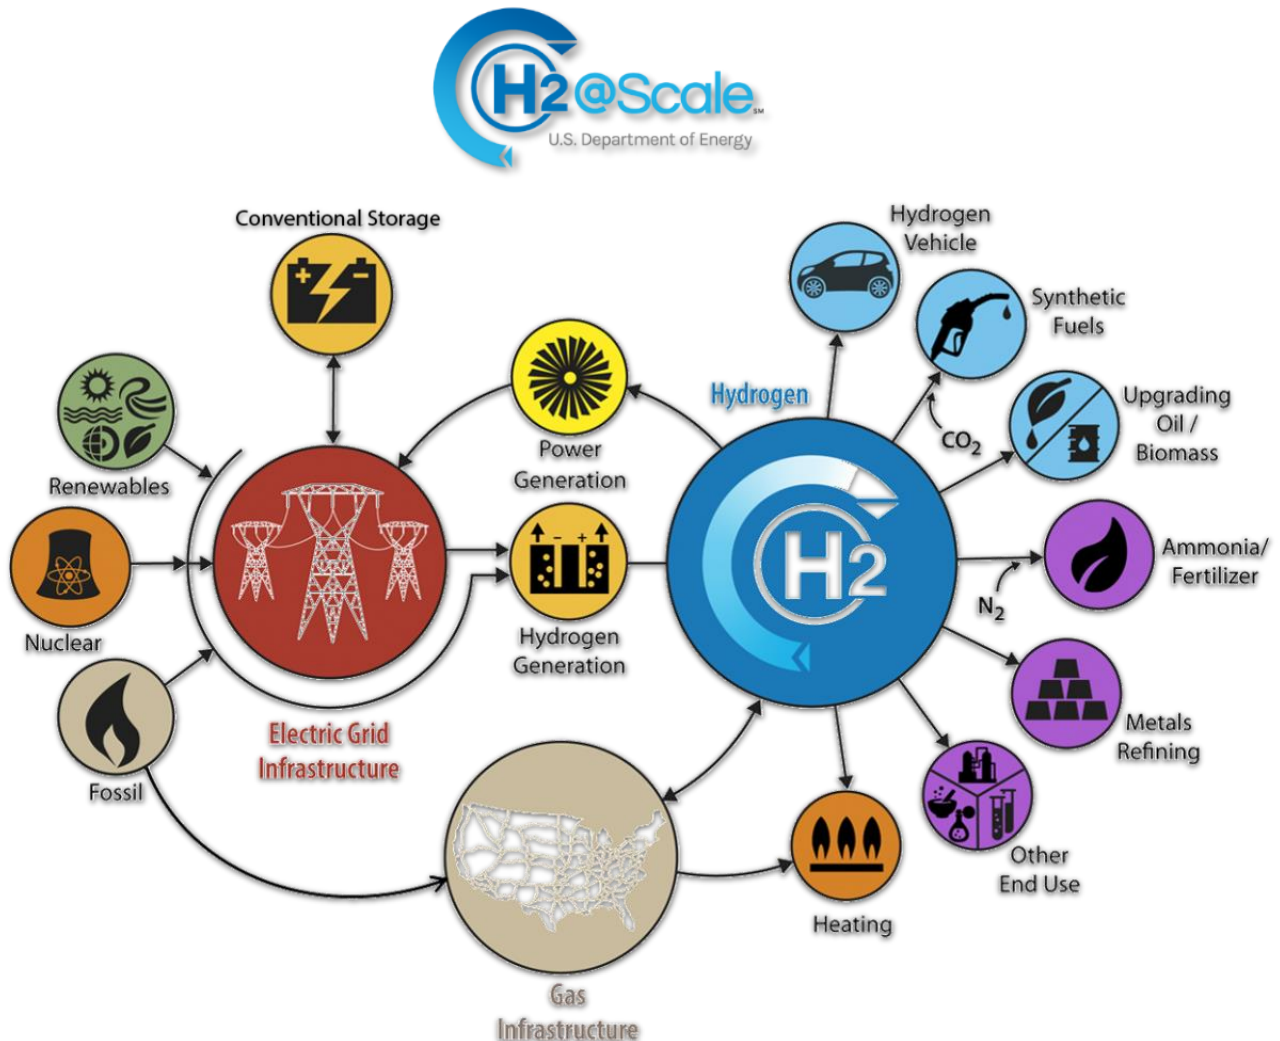 H2@Scale℠
U.S. Department of Energy
Conventional Storage
Hydrogen
Vehicle
Synthetic
Fuels
Renewables
Power
Generation
Hydrogen
CO₂
Upgrading
Oil /
Biomass
+ -
- +
H2
Nuclear
Hydrogen
Generation
N₂
Ammonia/
Fertilizer
Fossil
Electric Grid
Infrastructure
Metals
Refining
Other
End Use
Heating
Gas
Infrastructure